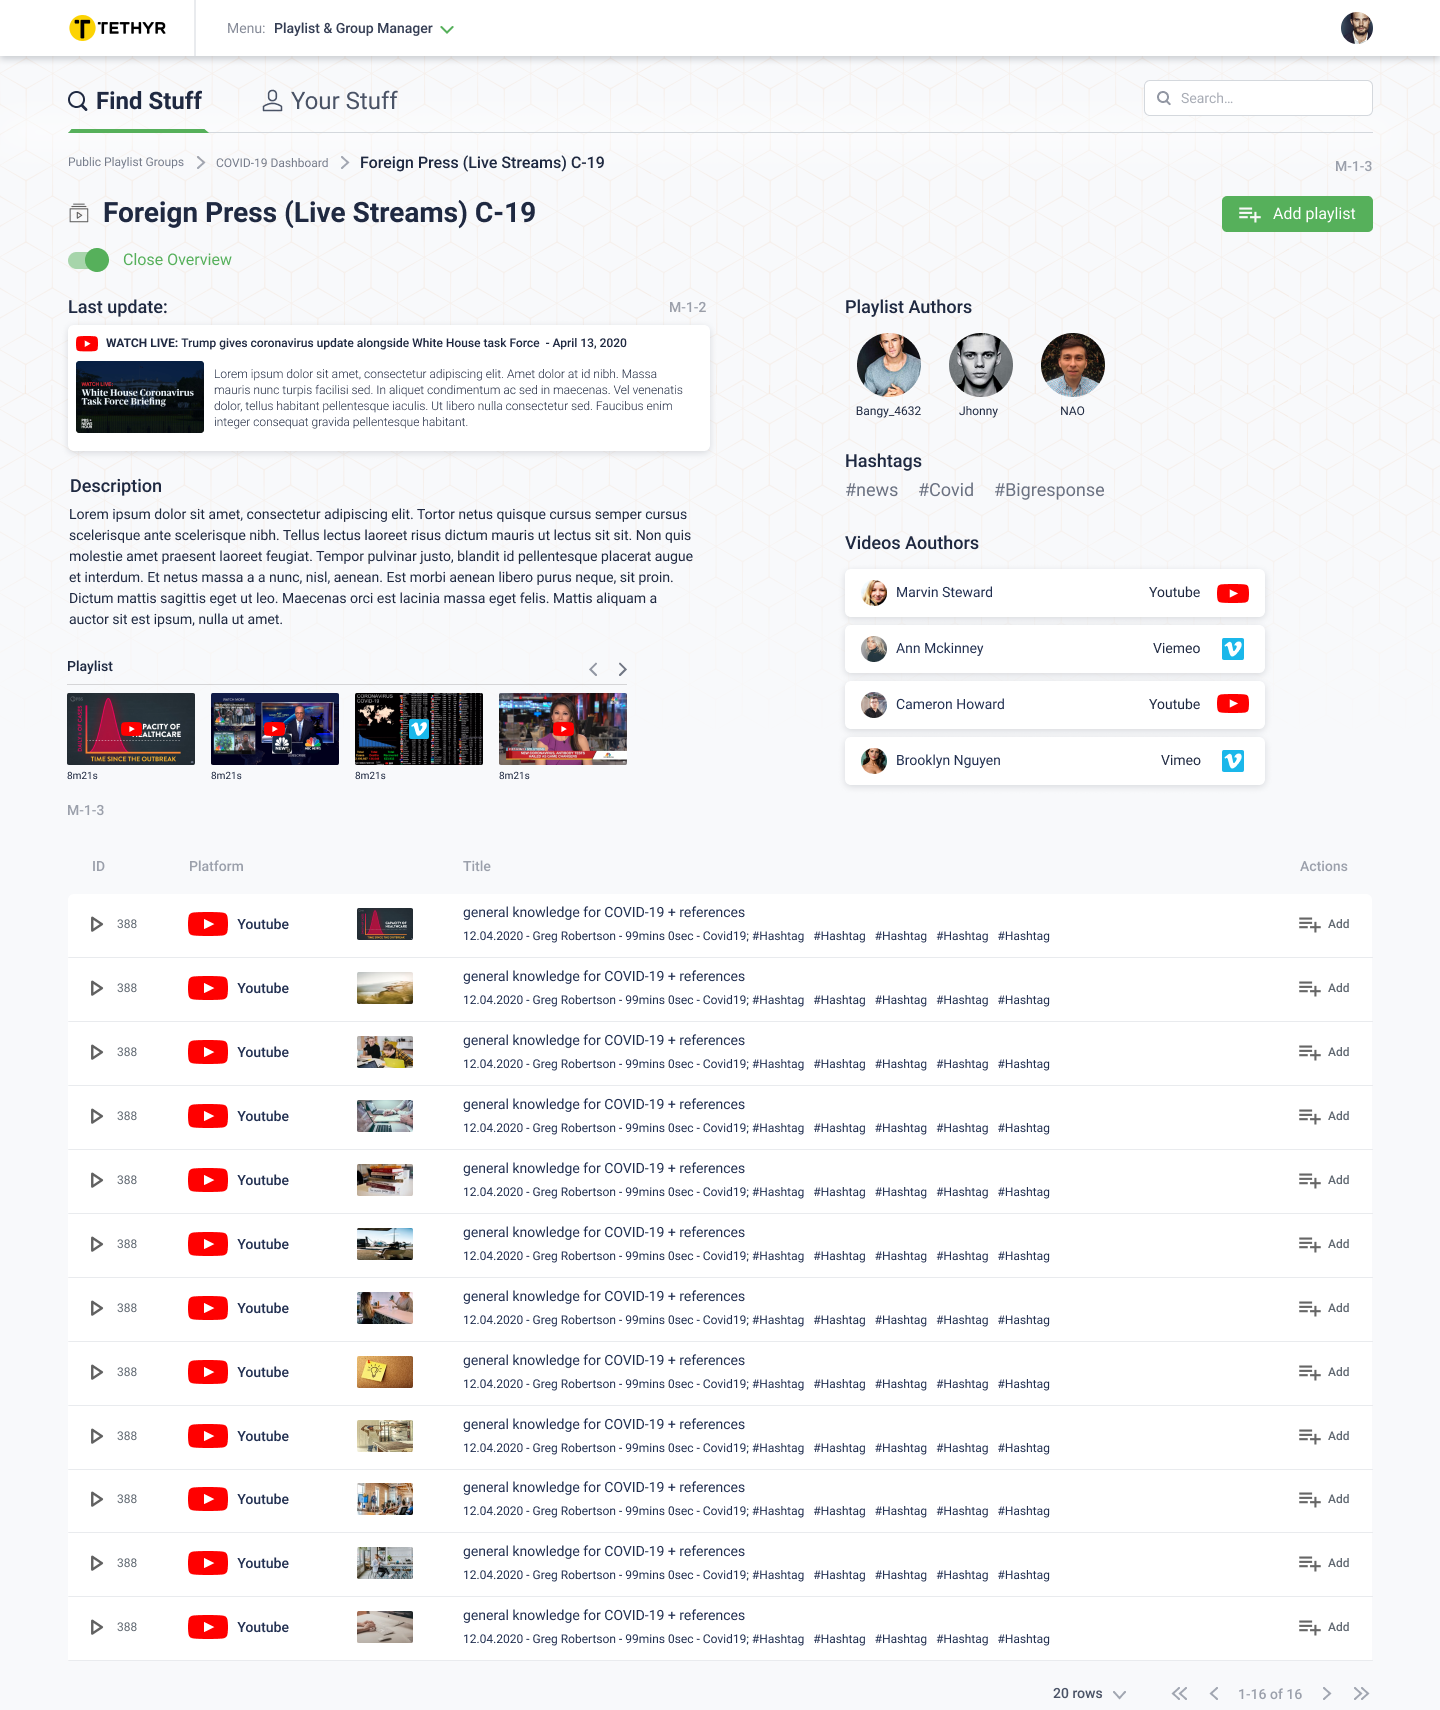 TETHYR
Menu: Playlist & Group Manager
Find Stuff
Your Stuff
Search...
Public Playlist Groups
COVID-19 Dashboard
Foreign Press (Live Streams) C-19
M-1-3
Foreign Press (Live Streams) C-19
Add playlist
Close Overview
Last update:
M-1-2
WATCH LIVE: Trump gives coronavirus update alongside White House task Force - April 13, 2020
WATCH LIVE:
White House Coronavirus
Task Force Briefing
Lorem ipsum dolor sit amet, consectetur adipiscing elit. Amet dolor at id nibh. Massa
mauris nunc turpis facilisi sed. In aliquet condimentum ac sed in maecenas. Vel venenatis
dolor, tellus habitant pellentesque iaculis. Ut libero nulla consectetur sed. Faucibus enim
integer consequat gravida pellentesque habitant.
Description
Lorem ipsum dolor sit amet, consectetur adipiscing elit. Tortor netus quisque cursus semper cursus
scelerisque ante scelerisque nibh. Tellus lectus laoreet risus dictum mauris ut lectus sit sit. Non quis
molestie amet praesent laoreet feugiat. Tempor pulvinar justo, blandit id pellentesque placerat augue
et interdum. Et netus massa a a nunc, nisl, aenean. Est morbi aenean libero purus neque, sit proin.
Dictum mattis sagittis eget ut leo. Maecenas orci est lacinia massa eget felis. Mattis aliquam a
auctor sit est ipsum, nulla ut amet.
Playlist
PACITY OF
LTHCARE
TIME SINCE THE OUTBREAK
CORONAVIRUS
COVID-19
8m21s
8m21s
8m21s
8m21s
M-1-3
Playlist Authors
Bangy_4632
Jhonny
NAO
Hashtags
#news #Covid #Bigresponse
Videos Aouthors
Marvin Steward Youtube
Ann Mckinney Viemeo
Cameron Howard Youtube
Brooklyn Nguyen Vimeo
ID Platform Title Actions
general knowledge for COVID-19 + references
388 Youtube Add
12.04.2020 - Greg Robertson - 99mins 0sec - Covid19; #Hashtag #Hashtag #Hashtag #Hashtag #Hashtag
general knowledge for COVID-19 + references
388 Youtube Add
12.04.2020 - Greg Robertson - 99mins 0sec - Covid19; #Hashtag #Hashtag #Hashtag #Hashtag #Hashtag
general knowledge for COVID-19 + references
388 Youtube Add
12.04.2020 - Greg Robertson - 99mins 0sec - Covid19; #Hashtag #Hashtag #Hashtag #Hashtag #Hashtag
general knowledge for COVID-19 + references
388 Youtube Add
12.04.2020 - Greg Robertson - 99mins 0sec - Covid19; #Hashtag #Hashtag #Hashtag #Hashtag #Hashtag
general knowledge for COVID-19 + references
388 Youtube Add
12.04.2020 - Greg Robertson - 99mins 0sec - Covid19; #Hashtag #Hashtag #Hashtag #Hashtag #Hashtag
general knowledge for COVID-19 + references
388 Youtube Add
12.04.2020 - Greg Robertson - 99mins 0sec - Covid19; #Hashtag #Hashtag #Hashtag #Hashtag #Hashtag
general knowledge for COVID-19 + references
388 Youtube Add
12.04.2020 - Greg Robertson - 99mins 0sec - Covid19; #Hashtag #Hashtag #Hashtag #Hashtag #Hashtag
general knowledge for COVID-19 + references
388 Youtube Add
12.04.2020 - Greg Robertson - 99mins 0sec - Covid19; #Hashtag #Hashtag #Hashtag #Hashtag #Hashtag
general knowledge for COVID-19 + references
388 Youtube Add
12.04.2020 - Greg Robertson - 99mins 0sec - Covid19; #Hashtag #Hashtag #Hashtag #Hashtag #Hashtag
general knowledge for COVID-19 + references
388 Youtube Add
12.04.2020 - Greg Robertson - 99mins 0sec - Covid19; #Hashtag #Hashtag #Hashtag #Hashtag #Hashtag
general knowledge for COVID-19 + references
388 Youtube Add
12.04.2020 - Greg Robertson - 99mins 0sec - Covid19; #Hashtag #Hashtag #Hashtag #Hashtag #Hashtag
general knowledge for COVID-19 + references
388 Youtube Add
12.04.2020 - Greg Robertson - 99mins 0sec - Covid19; #Hashtag #Hashtag #Hashtag #Hashtag #Hashtag
20 rows
1-16 of 16